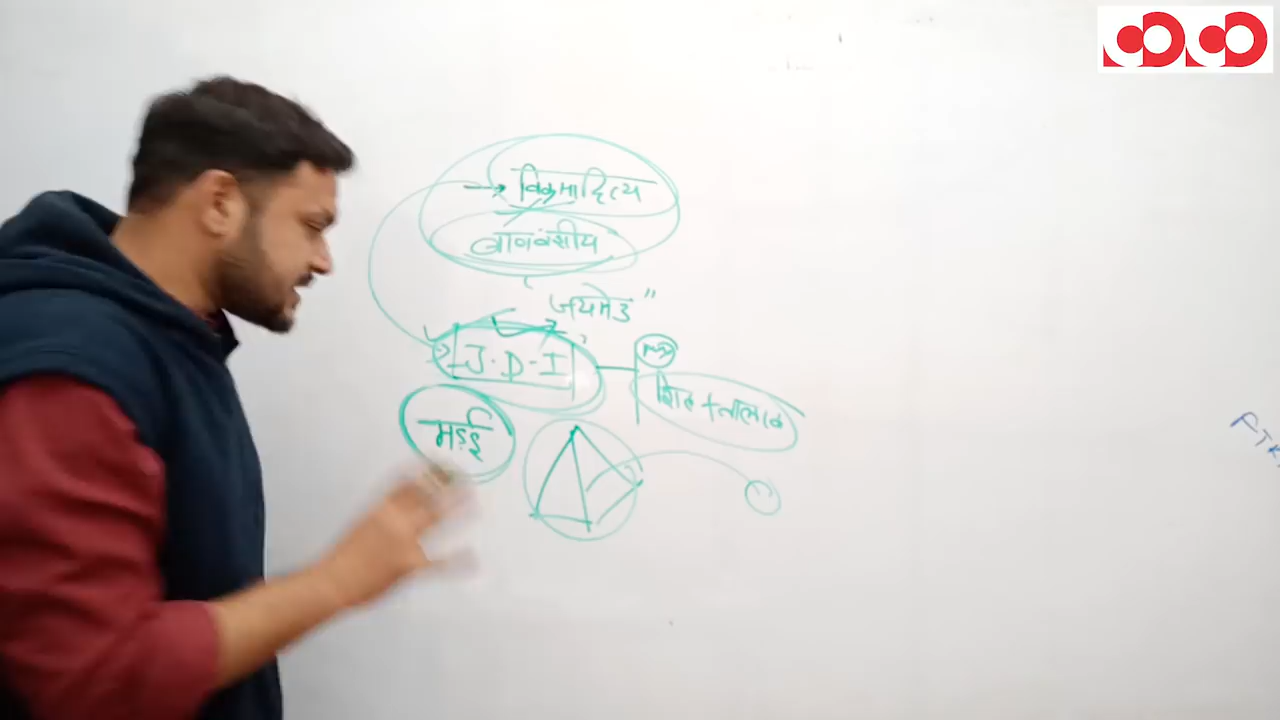 → विक्रमादित्य
बाणवंशीय
"जयमेउ"
J.D-I
शिव + तालाब
मड़ई